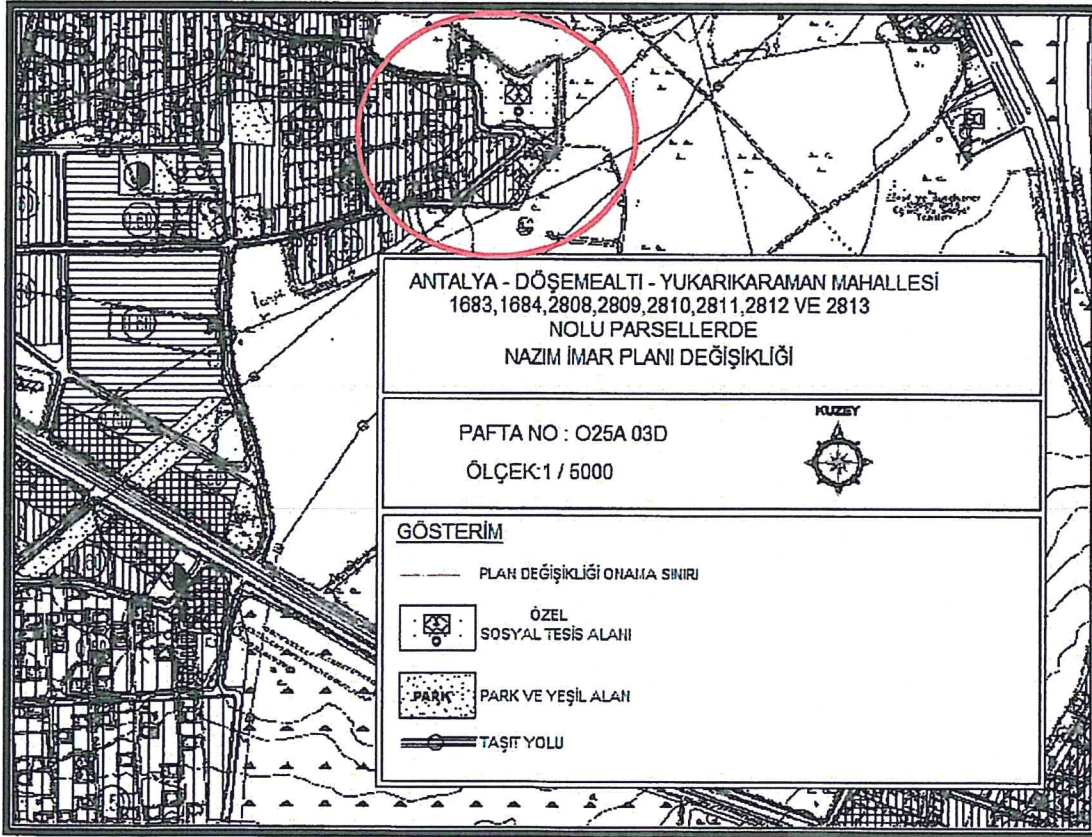 ANTALYA - DÖŞEMEALTI - YUKARIKARAMAN MAHALLESİ
1683,1684,2808,2809,2810,2811,2812 VE 2813
NOLU PARSELLERDE
NAZIM İMAR PLANI DEĞİŞİKLİĞİ
PAFTA NO : O25A 03D
ÖLÇEK:1 / 5000
KUZEY
GÖSTERİM
PLAN DEĞİŞİKLİĞİ ONAMA SINIRI
ÖZEL
SOSYAL TESİS ALANI
PARK
PARK VE YEŞİL ALAN
TAŞIT YOLU